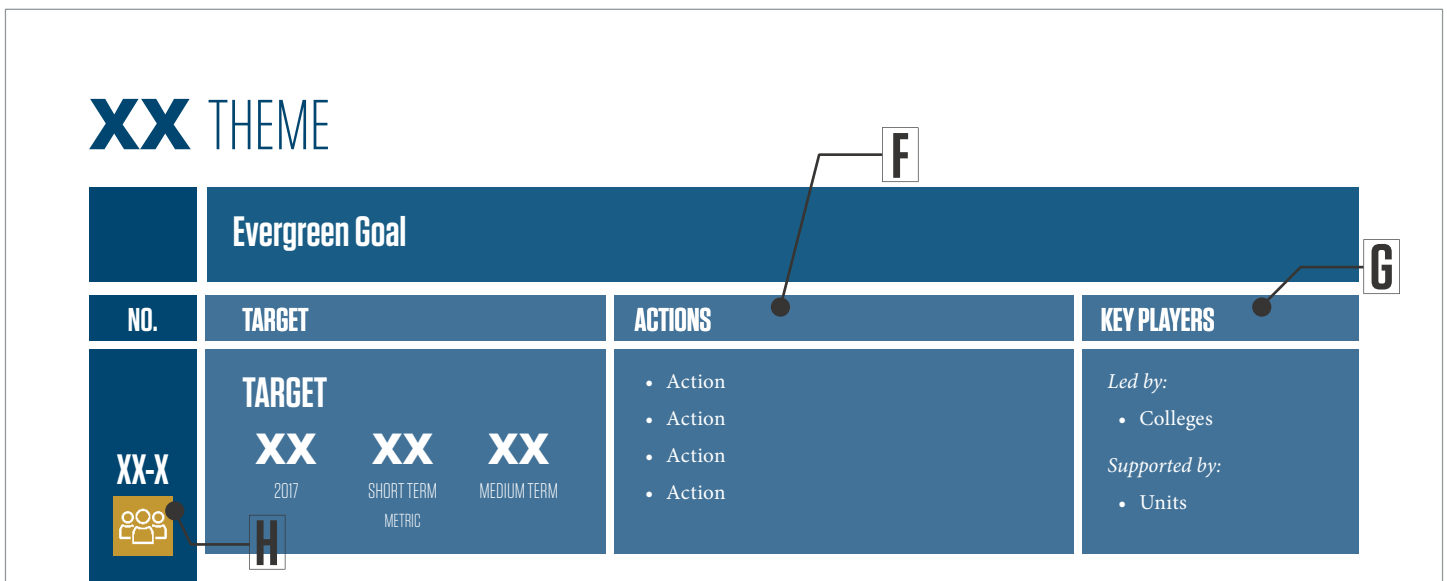 XX THEME
F
Evergreen Goal
G
NO. TARGET ACTIONS KEY PLAYERS
TARGET
XX XX XX
2017 SHORT TERM MEDIUM TERM
METRIC
• Action
• Action
• Action
• Action
Led by:
• Colleges
Supported by:
• Units
XX-X
H